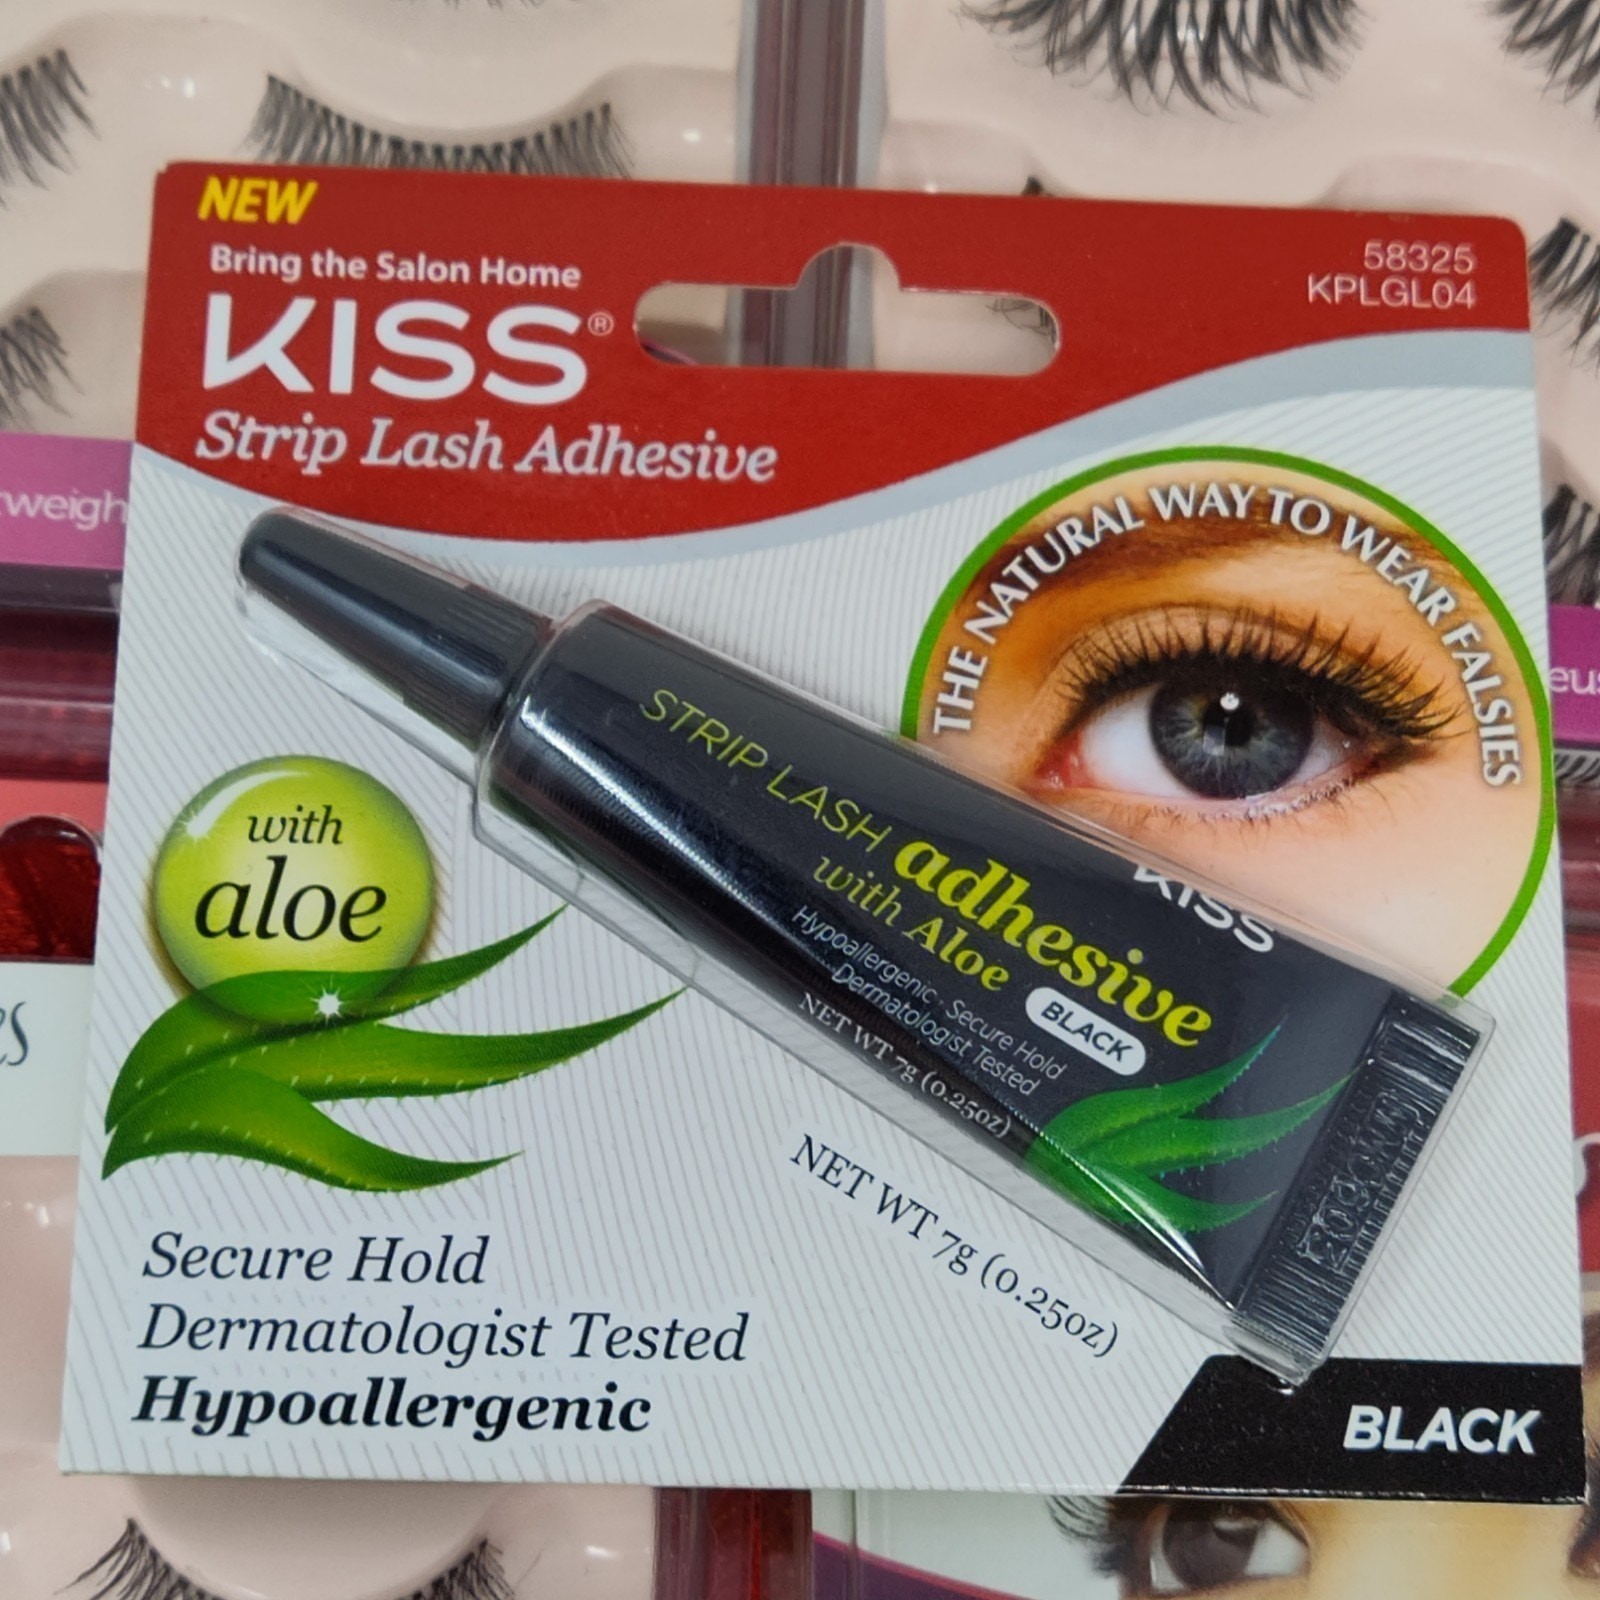 NEW
Bring the Salon Home
KISS®
Strip Lash Adhesive
58325
KPLGL04
THE NATURAL WAY TO WEAR FALSIES
with
aloe
STRIP LASH adhesive
with Aloe
Hypoallergenic · Secure Hold
Dermatologist Tested
NET WT 7g (0.25oz)
BLACK
KISS
NET WT 7g (0.25oz)
Secure Hold
Dermatologist Tested
Hypoallergenic
BLACK